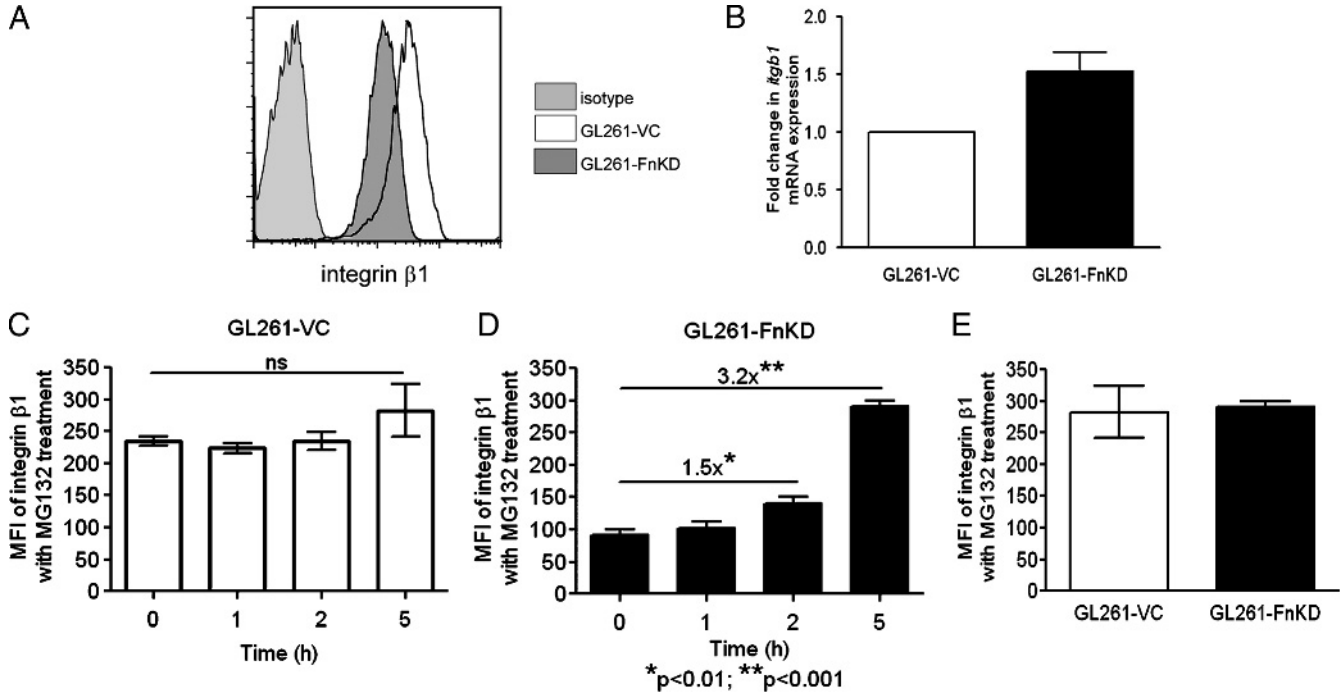 A
isotype
GL261-VC
GL261-FnKD
integrin β1
B
Fold change in itgb1
mRNA expression
2.0
1.5
1.0
0.5
0.0
GL261-VC
GL261-FnKD
C
GL261-VC
MFI of integrin β1
with MG132 treatment
350
300
250
200
150
100
50
0
ns
0 1 2 5
Time (h)
D
GL261-FnKD
MFI of integrin β1
with MG132 treatment
350
300
250
200
150
100
50
0
3.2x**
1.5x*
0 1 2 5
Time (h)
*p<0.01; **p<0.001
E
MFI of integrin β1
with MG132 treatment
350
300
250
200
150
100
50
0
GL261-VC
GL261-FnKD